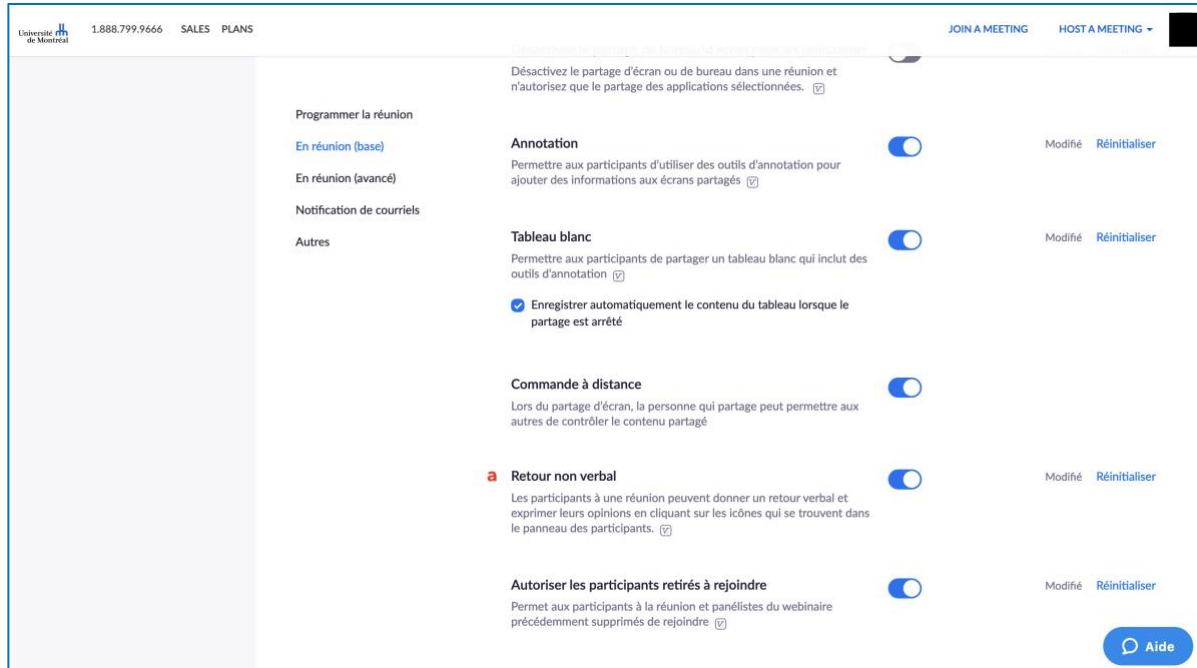 Université de Montréal
1.888.799.9666 SALES PLANS
JOIN A MEETING HOST A MEETING
Désactivez le partage d'écran ou de bureau dans une réunion et
n'autorisez que le partage des applications sélectionnées.
Programmer la réunion
En réunion (base)
En réunion (avancé)
Notification de courriels
Autres
Annotation
Modifié Réinitialiser
Permettre aux participants d'utiliser des outils d'annotation pour
ajouter des informations aux écrans partagés
Tableau blanc
Modifié Réinitialiser
Permettre aux participants de partager un tableau blanc qui inclut des
outils d'annotation
Enregistrer automatiquement le contenu du tableau lorsque le
partage est arrêté
Commande à distance
Lors du partage d'écran, la personne qui partage peut permettre aux
autres de contrôler le contenu partagé
a Retour non verbal
Modifié Réinitialiser
Les participants à une réunion peuvent donner un retour verbal et
exprimer leurs opinions en cliquant sur les icônes qui se trouvent dans
le panneau des participants.
Autoriser les participants retirés à rejoindre
Modifié Réinitialiser
Permet aux participants à la réunion et panélistes du webinaire
précédemment supprimés de rejoindre
Aide